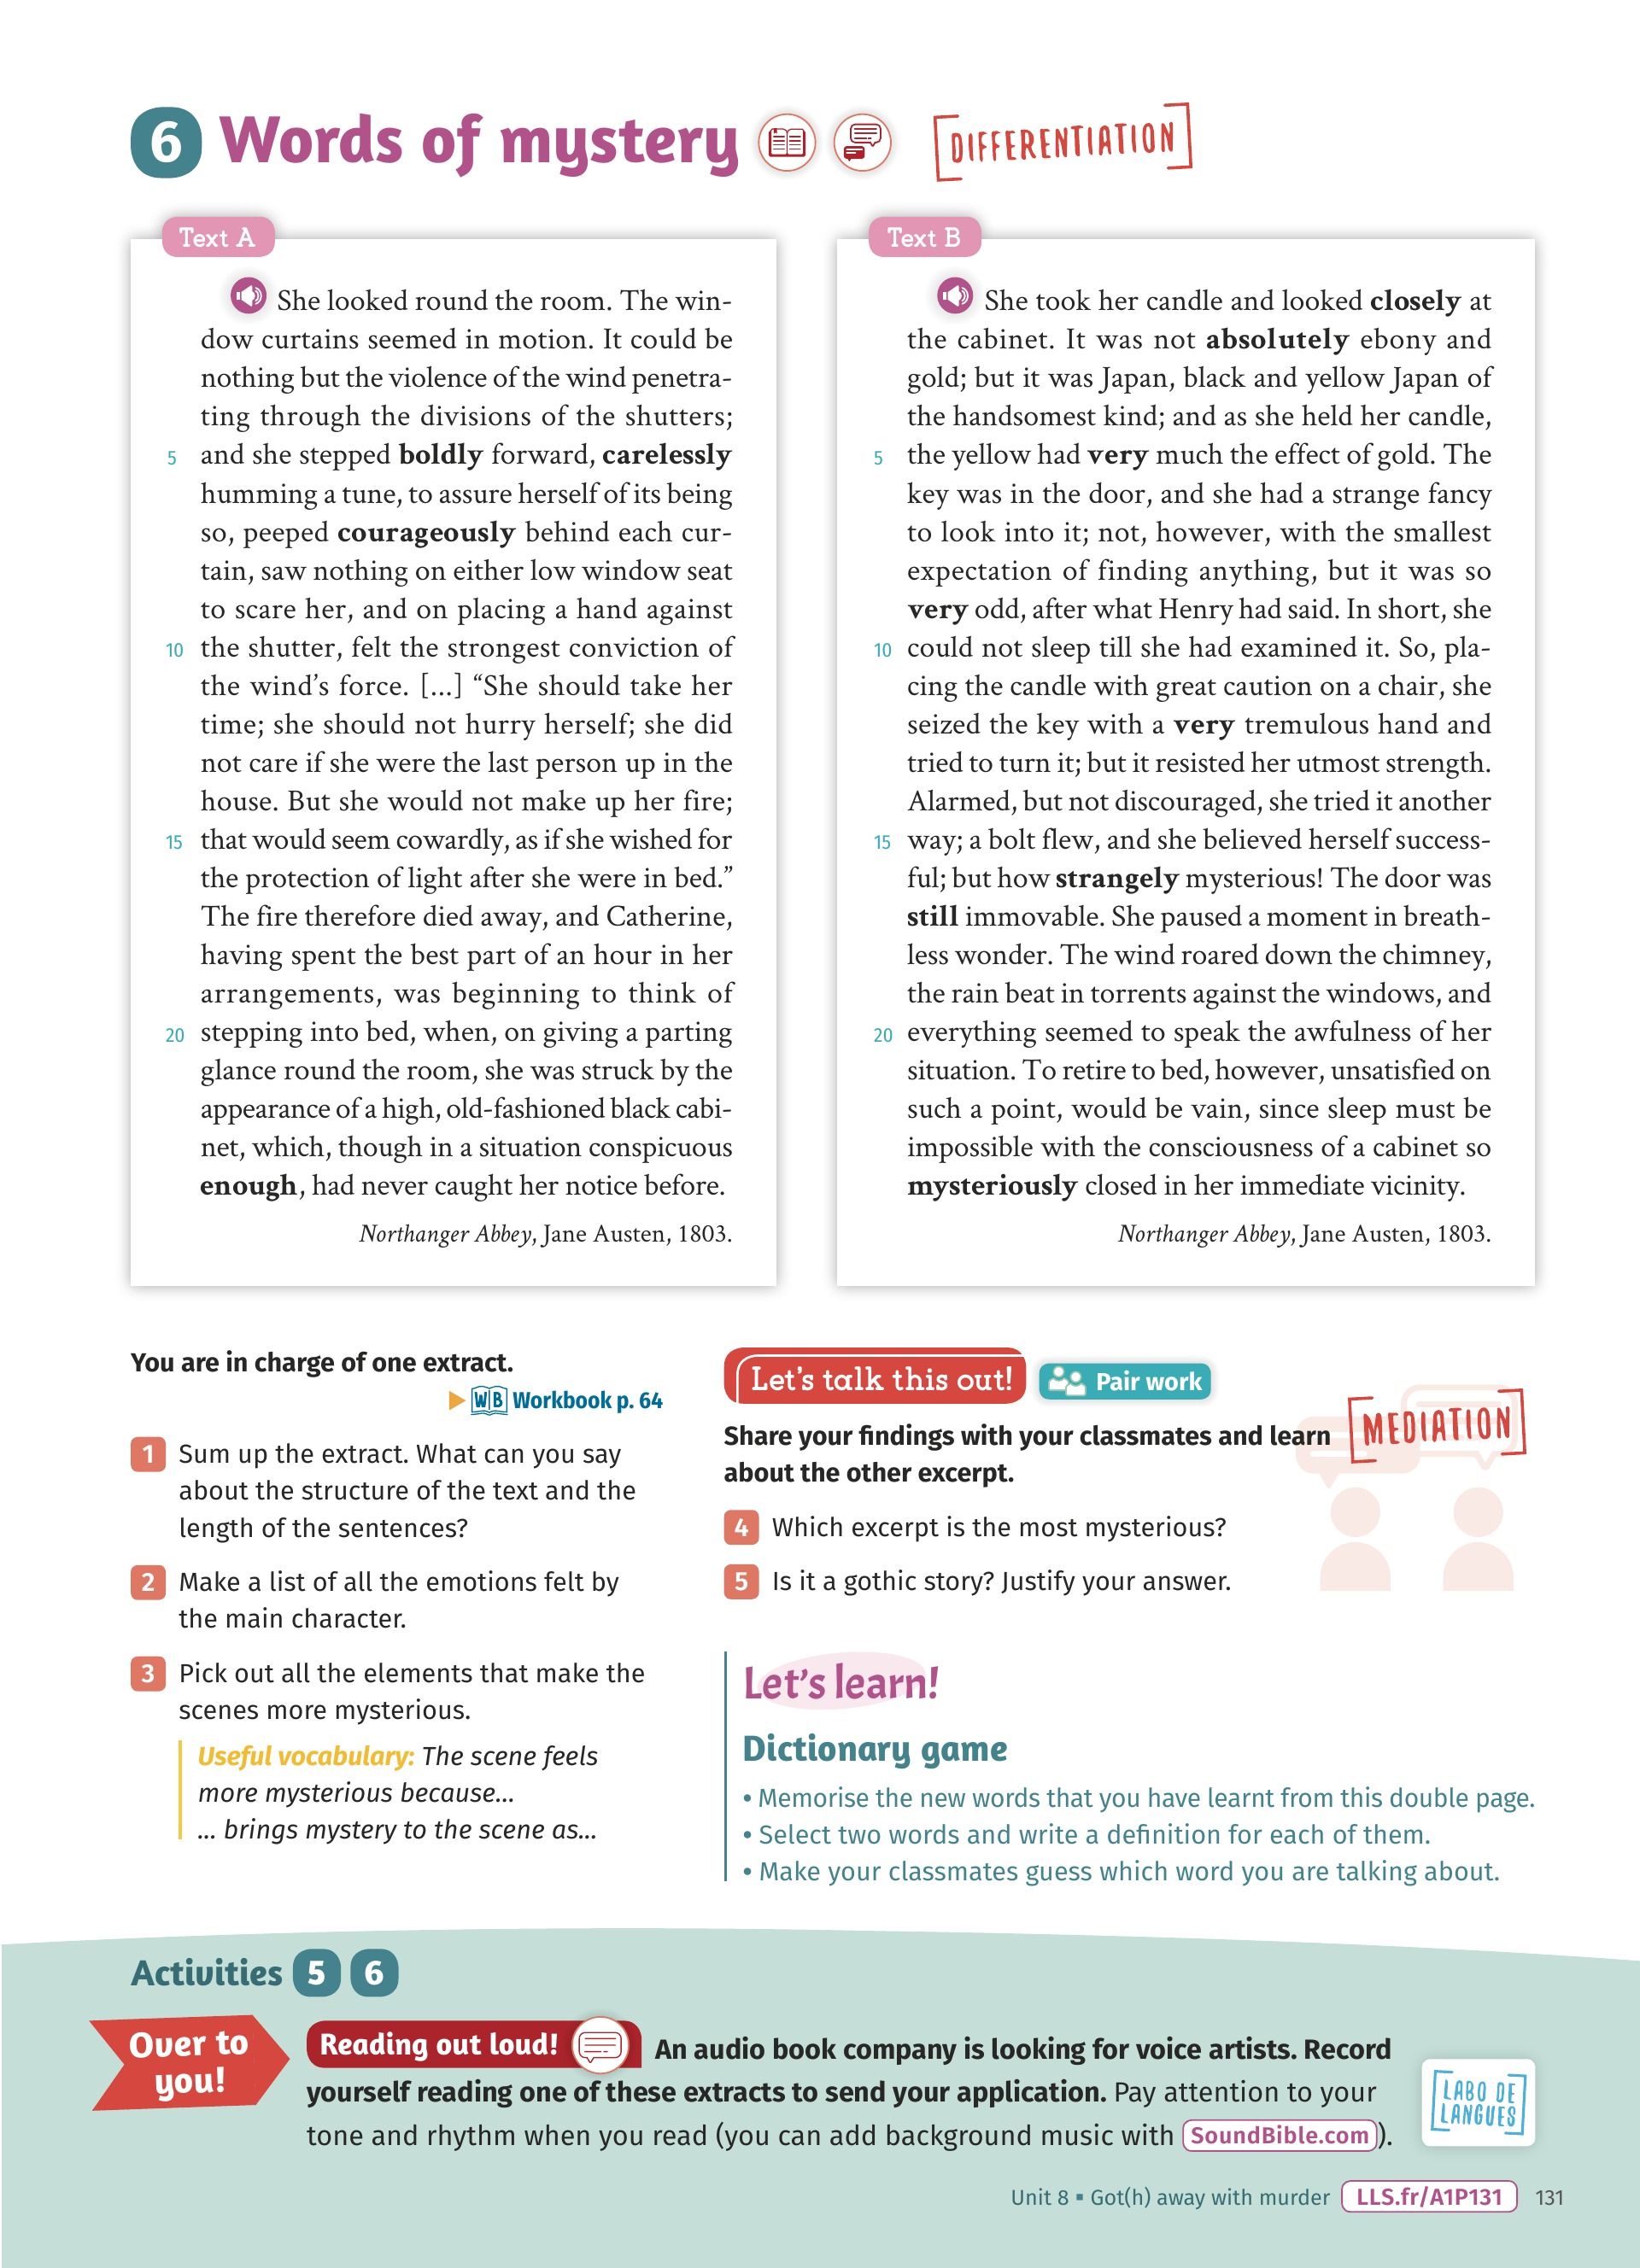 6 Words of mystery
[DIFFERENTIATION]
Text A
She looked round the room. The win-
dow curtains seemed in motion. It could be
nothing but the violence of the wind penetra-
ting through the divisions of the shutters;
5 and she stepped boldly forward, carelessly
humming a tune, to assure herself of its being
so, peeped courageously behind each cur-
tain, saw nothing on either low window seat
to scare her, and on placing a hand against
10 the shutter, felt the strongest conviction of
the wind’s force. [...] “She should take her
time; she should not hurry herself; she did
not care if she were the last person up in the
house. But she would not make up her fire;
15 that would seem cowardly, as if she wished for
the protection of light after she were in bed.”
The fire therefore died away, and Catherine,
having spent the best part of an hour in her
arrangements, was beginning to think of
20 stepping into bed, when, on giving a parting
glance round the room, she was struck by the
appearance of a high, old-fashioned black cabi-
net, which, though in a situation conspicuous
enough, had never caught her notice before.
Northanger Abbey, Jane Austen, 1803.
Text B
She took her candle and looked closely at
the cabinet. It was not absolutely ebony and
gold; but it was Japan, black and yellow Japan of
the handsomest kind; and as she held her candle,
5 the yellow had very much the effect of gold. The
key was in the door, and she had a strange fancy
to look into it; not, however, with the smallest
expectation of finding anything, but it was so
very odd, after what Henry had said. In short, she
10 could not sleep till she had examined it. So, pla-
cing the candle with great caution on a chair, she
seized the key with a very tremulous hand and
tried to turn it; but it resisted her utmost strength.
Alarmed, but not discouraged, she tried it another
15 way; a bolt flew, and she believed herself success-
ful; but how strangely mysterious! The door was
still immovable. She paused a moment in breath-
less wonder. The wind roared down the chimney,
the rain beat in torrents against the windows, and
20 everything seemed to speak the awfulness of her
situation. To retire to bed, however, unsatisfied on
such a point, would be vain, since sleep must be
impossible with the consciousness of a cabinet so
mysteriously closed in her immediate vicinity.
Northanger Abbey, Jane Austen, 1803.
You are in charge of one extract.
WB Workbook p. 64
1 Sum up the extract. What can you say
about the structure of the text and the
length of the sentences?
2 Make a list of all the emotions felt by
the main character.
3 Pick out all the elements that make the
scenes more mysterious.
Useful vocabulary: The scene feels
more mysterious because...
... brings mystery to the scene as...
Let’s talk this out! Pair work
MEDIATION
Share your findings with your classmates and learn
about the other excerpt.
4 Which excerpt is the most mysterious?
5 Is it a gothic story? Justify your answer.
Let’s learn!
Dictionary game
• Memorise the new words that you have learnt from this double page.
• Select two words and write a definition for each of them.
• Make your classmates guess which word you are talking about.
Activities 5 6
Over to
you!
Reading out loud! An audio book company is looking for voice artists. Record
yourself reading one of these extracts to send your application. Pay attention to your
tone and rhythm when you read (you can add background music with SoundBible.com).
LABO DE
LANGUES
Unit 8 ▪ Got(h) away with murder LLS.fr/A1P131 131